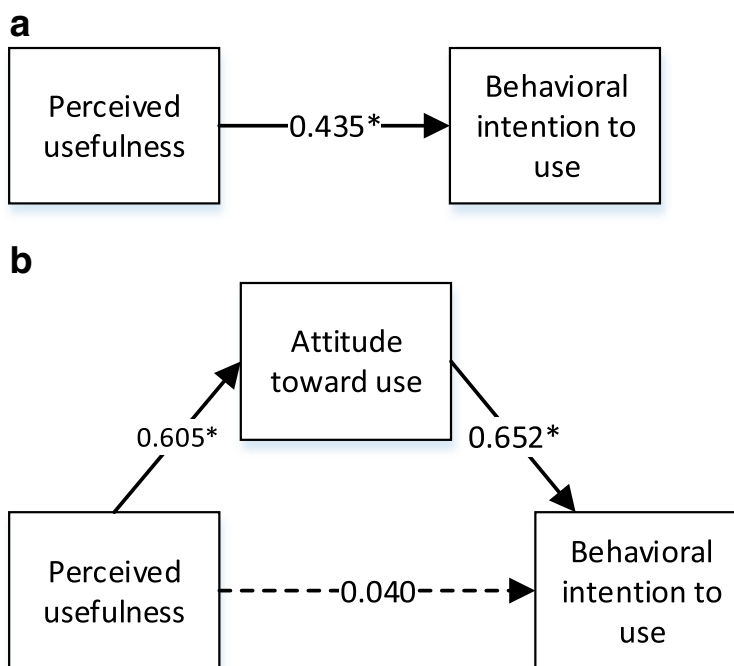 a
Perceived
usefulness
0.435*
Behavioral
intention to
use
b
Attitude
toward use
0.605*
0.652*
Perceived
usefulness
0.040
Behavioral
intention to
use